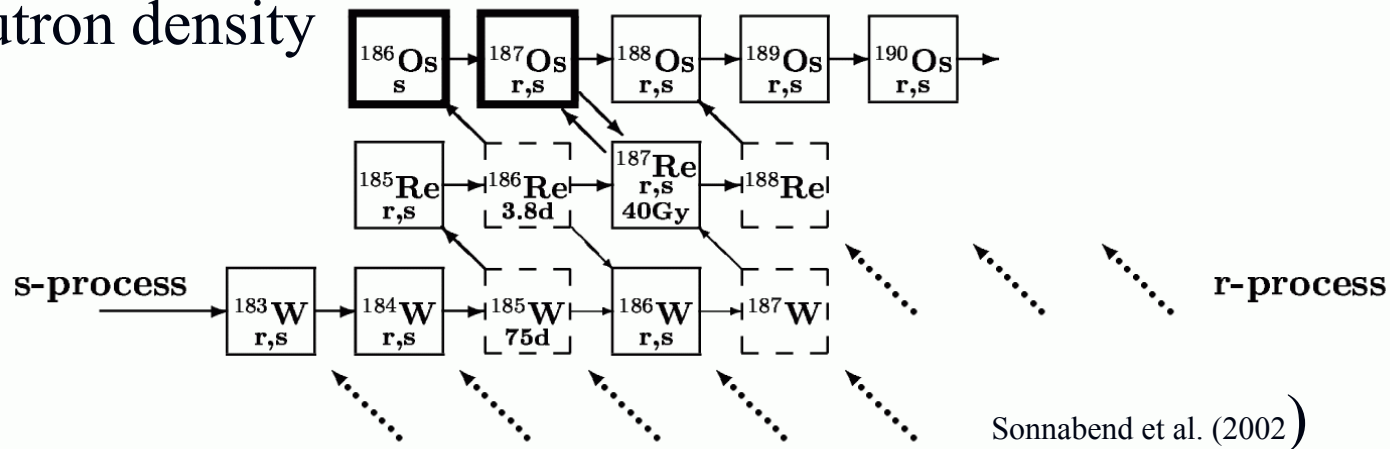 utron density
186Os
s
187Os
r,s
188Os
r,s
189Os
r,s
190Os
r,s
185Re
r,s
186Re
3.8d
187Re
r,s
40Gy
188Re
s-process
183W
r,s
184W
r,s
185W
75d
186W
r,s
187W
r-process
Sonnabend et al. (2002)